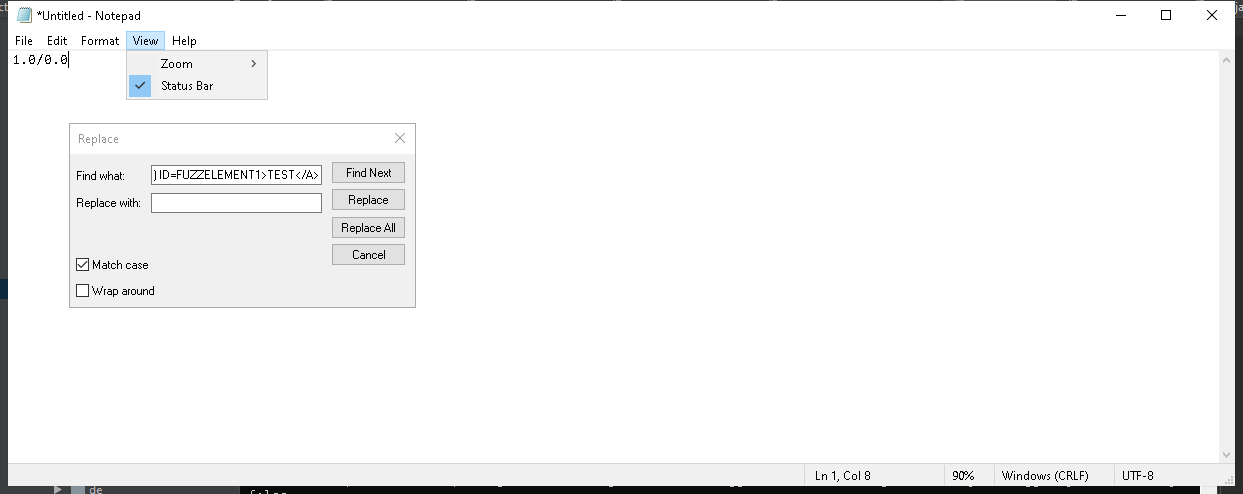 *Untitled - Notepad
File Edit Format View Help
1.0/0.0
Zoom
Status Bar
Replace
Find what: )ID=FUZZELEMENT1>TEST</A>
Find Next
Replace with:
Replace
Replace All
Cancel
Match case
Wrap around
Ln 1, Col 8 90% Windows (CRLF) UTF-8
de